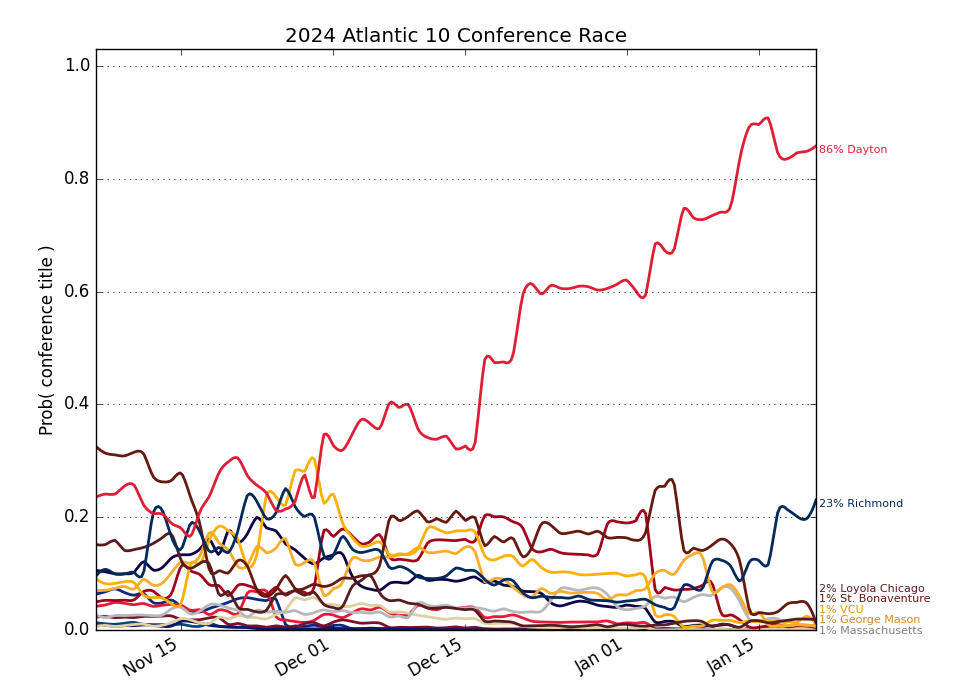 2024 Atlantic 10 Conference Race
Prob( conference title )
1.0
0.8
0.6
0.4
0.2
0.0
Nov 15
Dec 01
Dec 15
Jan 01
Jan 15
86% Dayton
23% Richmond
2% Loyola Chicago
1% St. Bonaventure
1% VCU
1% George Mason
1% Massachusetts